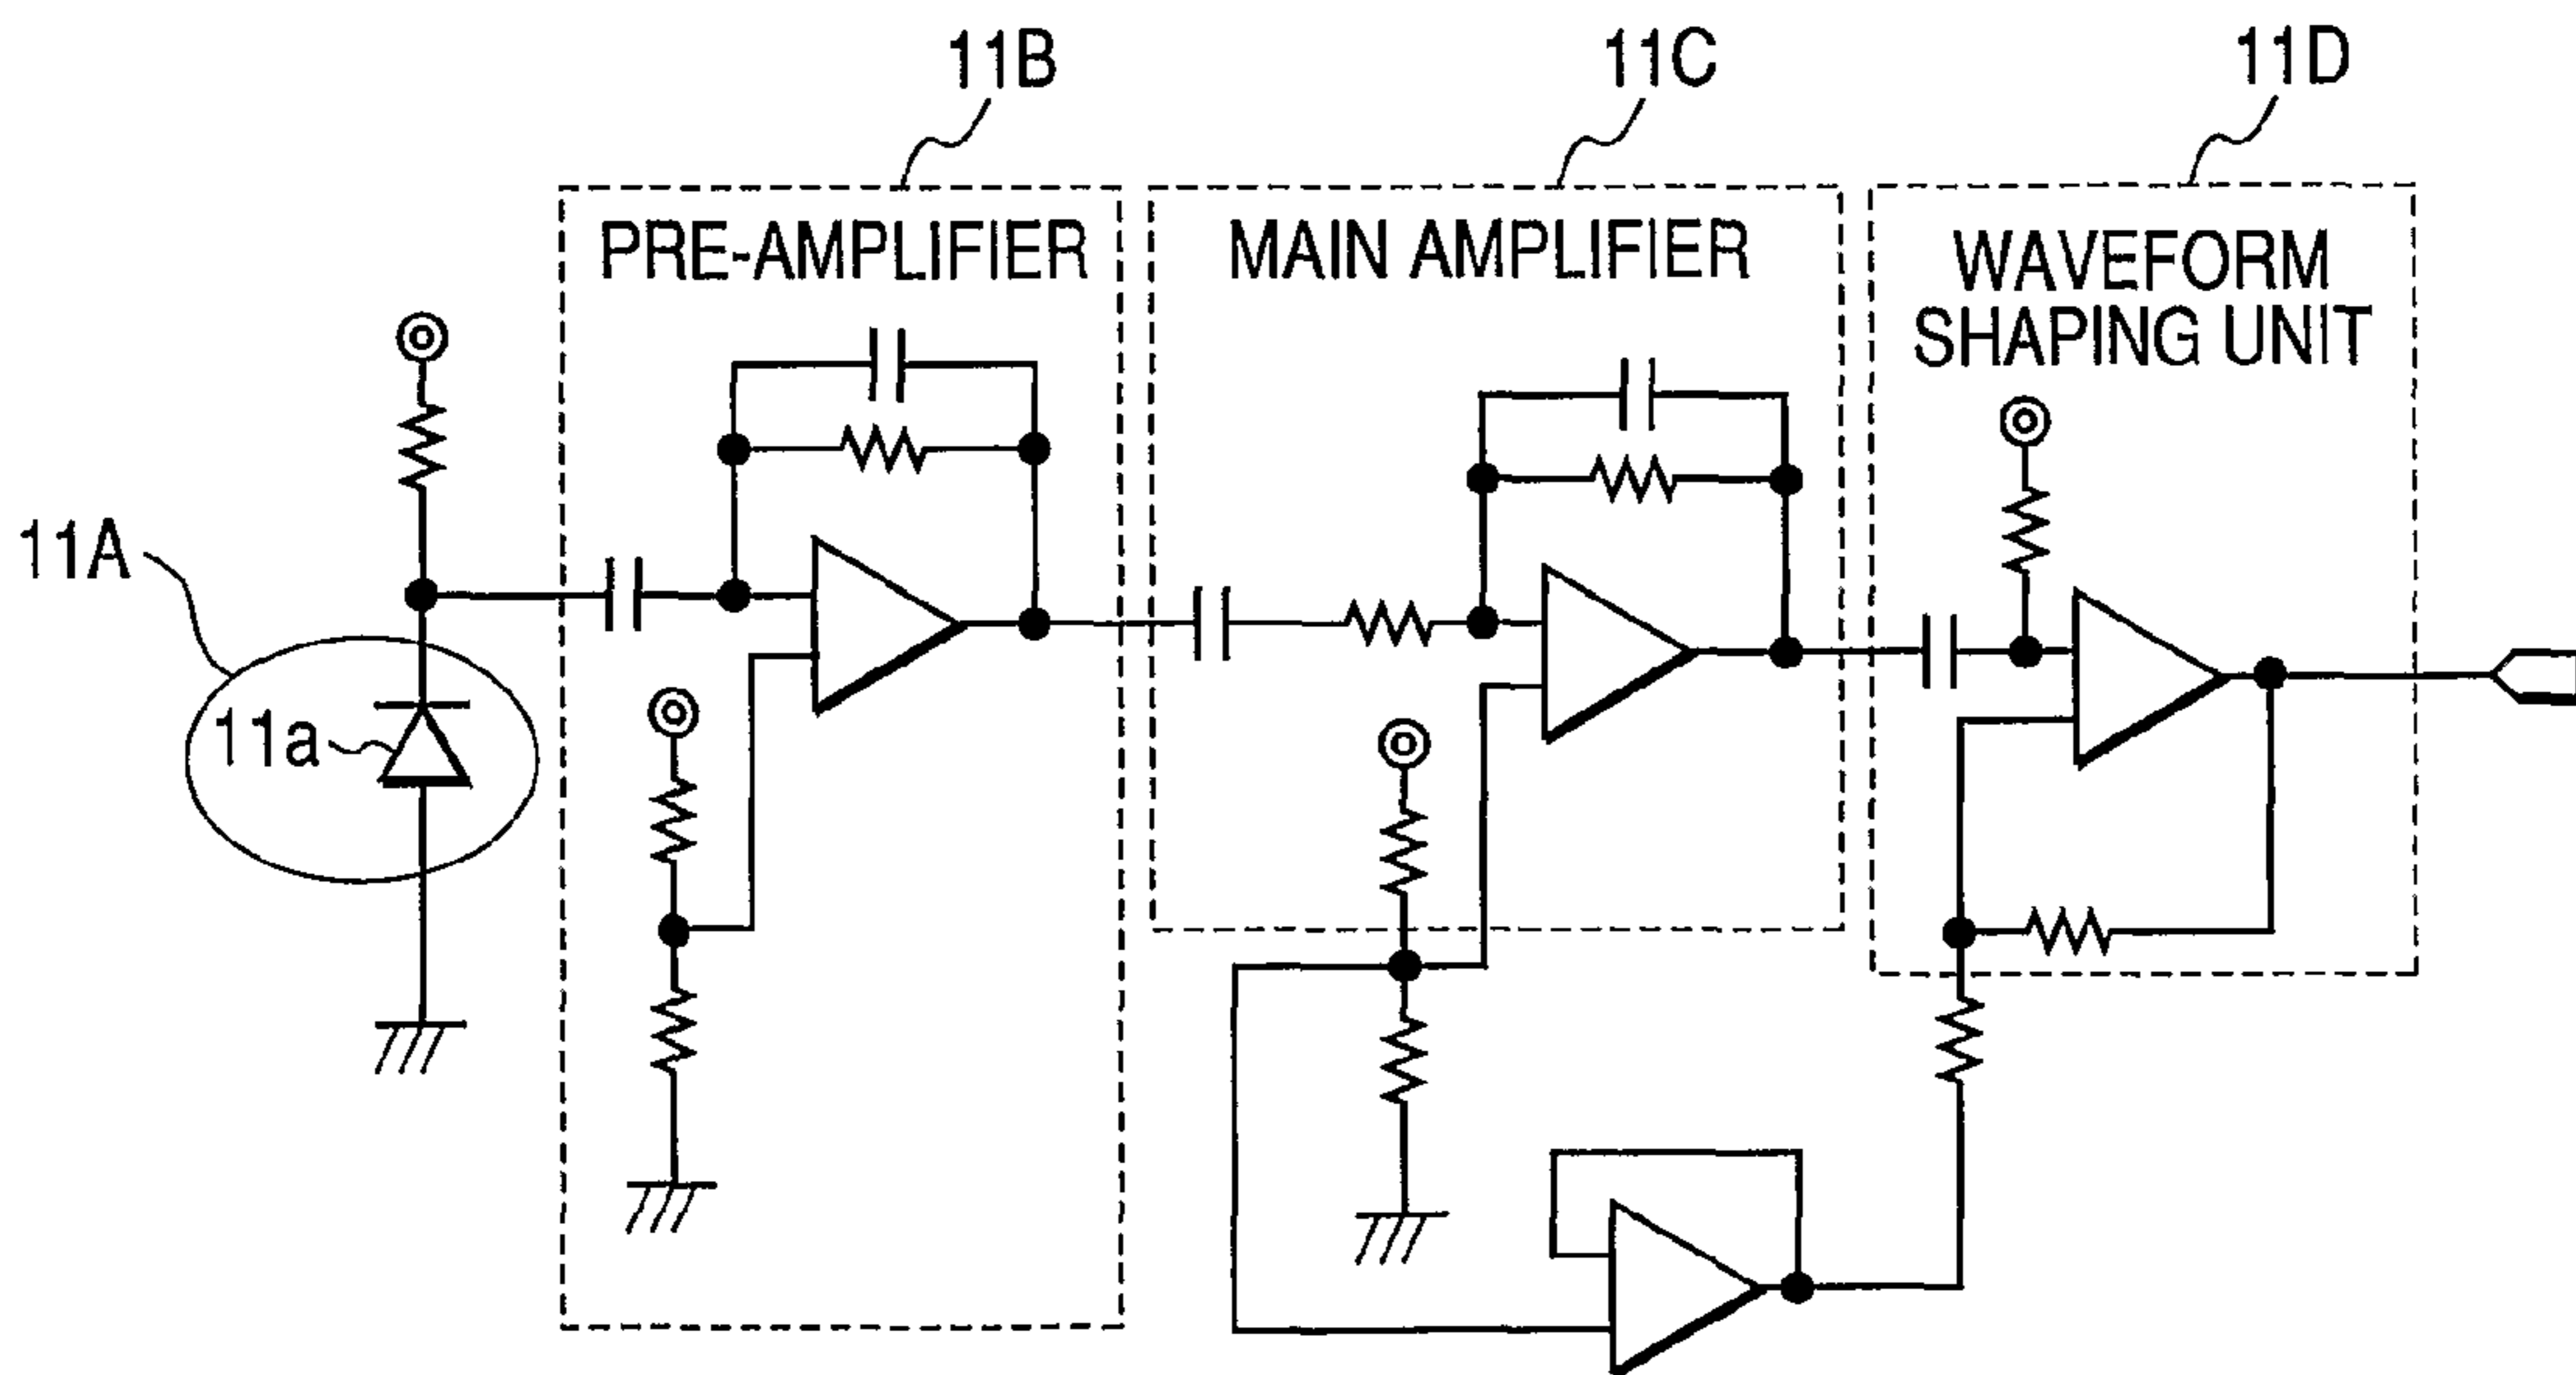 11B
11C
11D
PRE-AMPLIFIER
MAIN AMPLIFIER
WAVEFORM
SHAPING UNIT
11A
11a